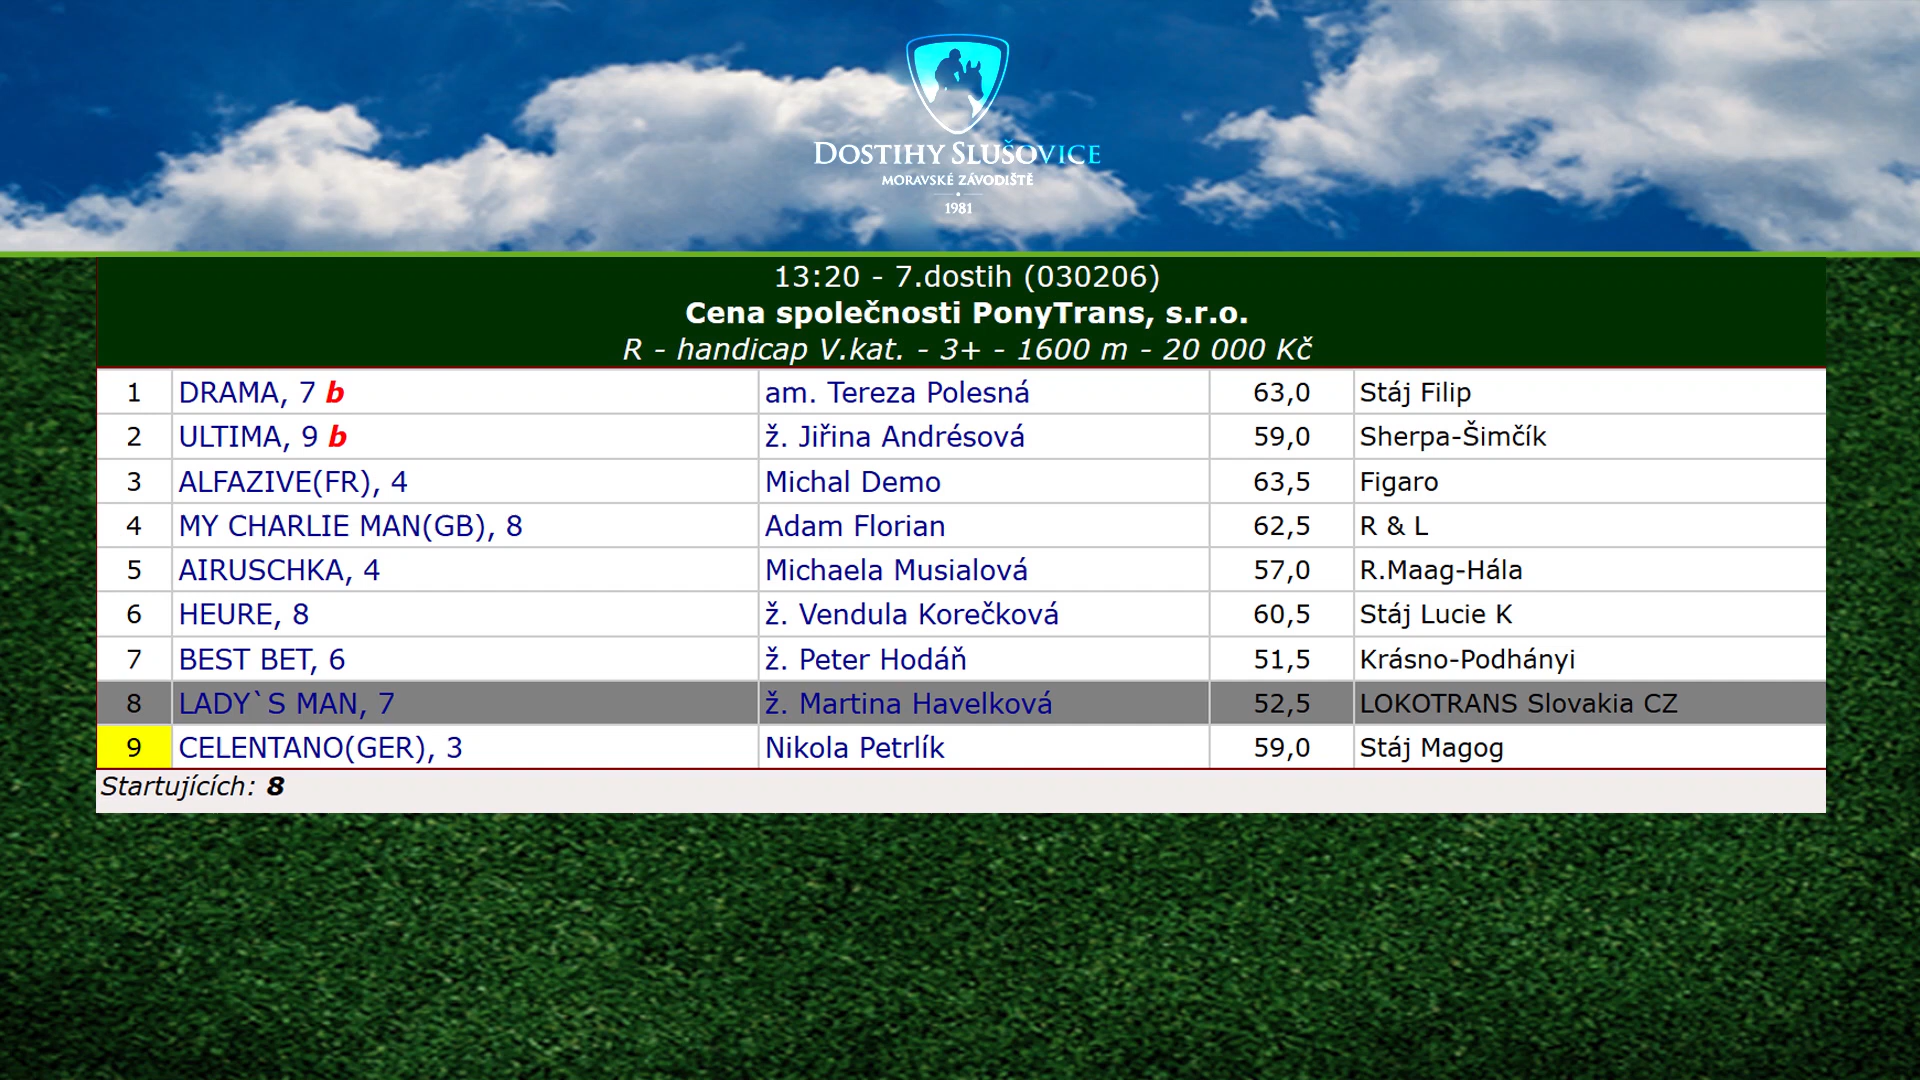 DOSTIHY SLUŠOVICE
MORAVSKÉ ZÁVODIŠTĚ
1981
13:20 - 7.dostih (030206)
Cena společnosti PonyTrans, s.r.o.
R - handicap V.kat. - 3+ - 1600 m - 20 000 Kč
1 DRAMA, 7 b am. Tereza Polesná 63,0 Stáj Filip
2 ULTIMA, 9 b ž. Jiřina Andrésová 59,0 Sherpa-Šimčík
3 ALFAZIVE(FR), 4 Michal Demo 63,5 Figaro
4 MY CHARLIE MAN(GB), 8 Adam Florian 62,5 R & L
5 AIRUSCHKA, 4 Michaela Musialová 57,0 R.Maag-Hála
6 HEURE, 8 ž. Vendula Korečková 60,5 Stáj Lucie K
7 BEST BET, 6 ž. Peter Hodáň 51,5 Krásno-Podhányi
8 LADY`S MAN, 7 ž. Martina Havelková 52,5 LOKOTRANS Slovakia CZ
9 CELENTANO(GER), 3 Nikola Petrlík 59,0 Stáj Magog
Startujících: 8